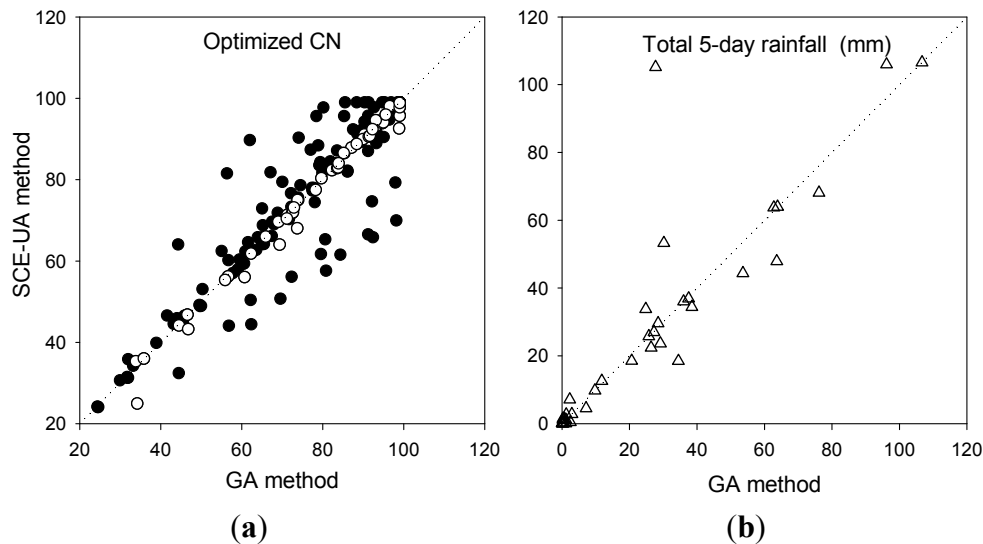 Optimized CN
120
100
80
60
40
20
20 40 60 80 100 120
SCE-UA method
GA method
(a)
Total 5-day rainfall (mm)
120
100
80
60
40
20
0
0 20 40 60 80 100 120
GA method
(b)